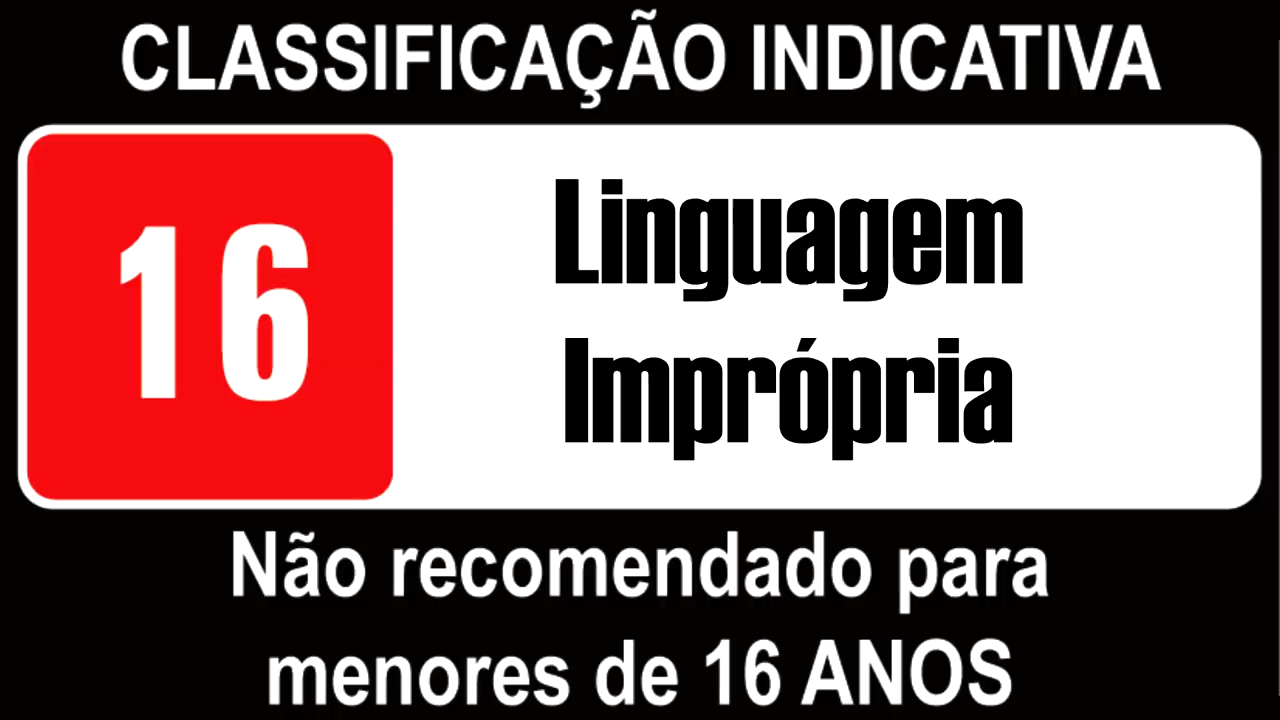 CLASSIFICAÇÃO INDICATIVA
16
Linguagem
Imprópria
Não recomendado para
menores de 16 ANOS